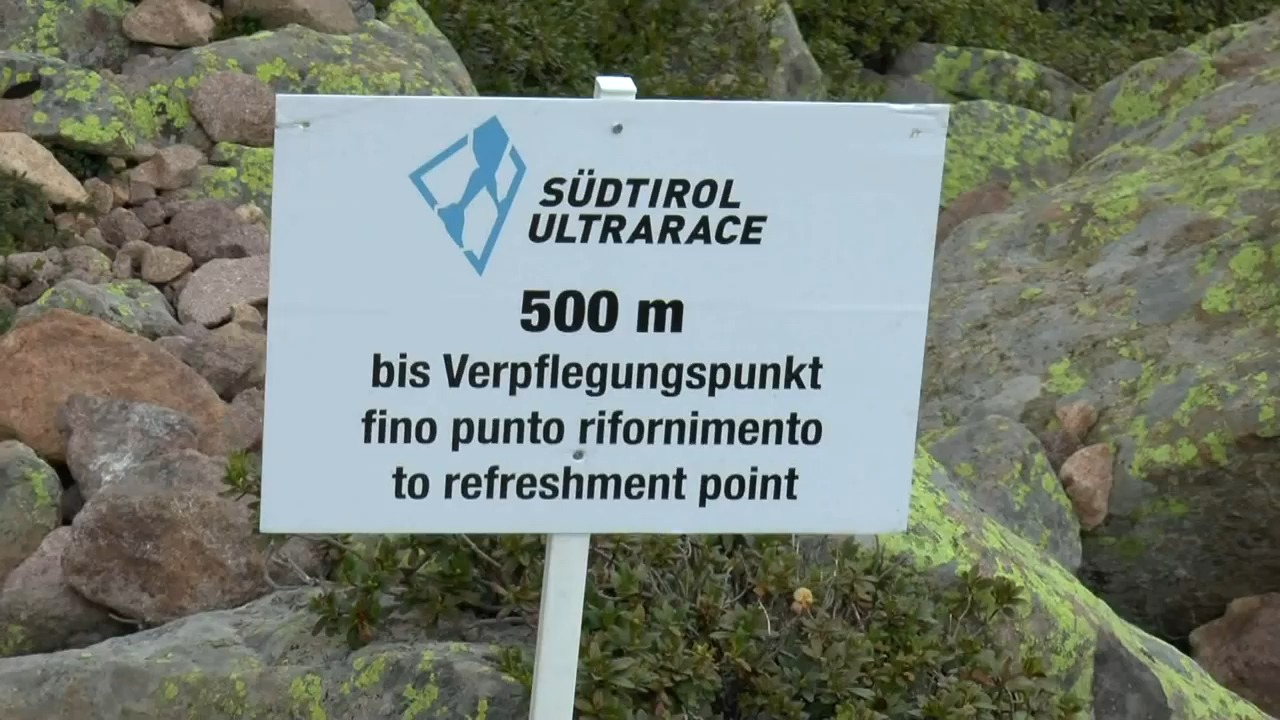 SÜDTIROL
ULTRARACE
500 m
bis Verpflegungspunkt
fino punto rifornimento
to refreshment point